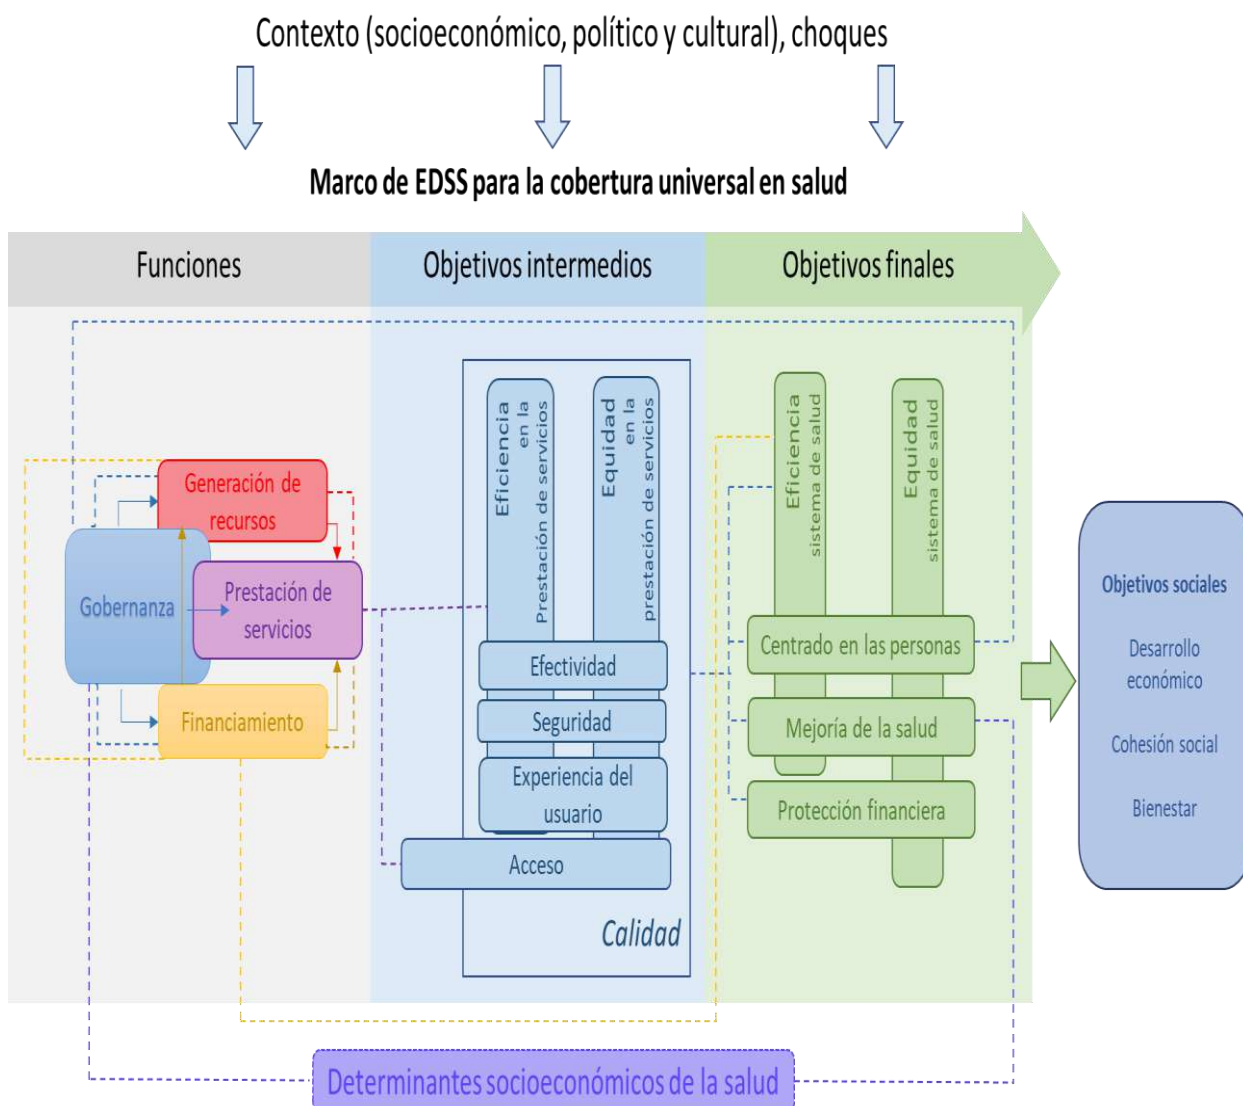 Contexto (socioeconómico, político y cultural), choques
Marco de EDSS para la cobertura universal en salud
Funciones
Objetivos intermedios
Objetivos finales
Generación de
recursos
Gobernanza
Prestación de
servicios
Financiamiento
Eficiencia
en la
Prestación de servicios
Equidad
en la
prestación de servicios
Efectividad
Seguridad
Experiencia del
usuario
Acceso
Calidad
Eficiencia
sistema de salud
Equidad
sistema de salud
Centrado en las personas
Mejoría de la salud
Protección financiera
Objetivos sociales
Desarrollo
económico
Cohesión social
Bienestar
Determinantes socioeconómicos de la salud